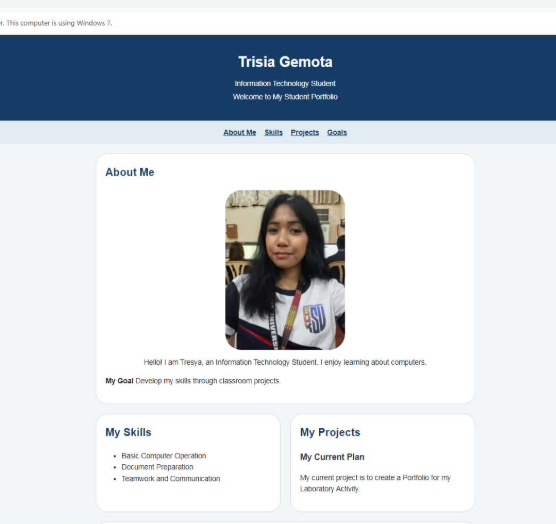 r. This computer is using Windows 7.
Trisia Gemota
Information Technology Student
Welcome to My Student Portfolio
About Me Skills Projects Goals
About Me
Hello! I am Tresya, an Information Technology Student. I enjoy learning about computers.
My Goal Develop my skills through classroom projects.
My Skills
• Basic Computer Operation
• Document Preparation
• Teamwork and Communication
My Projects
My Current Plan
My current project is to create a Portfolio for my
Laboratory Activity.